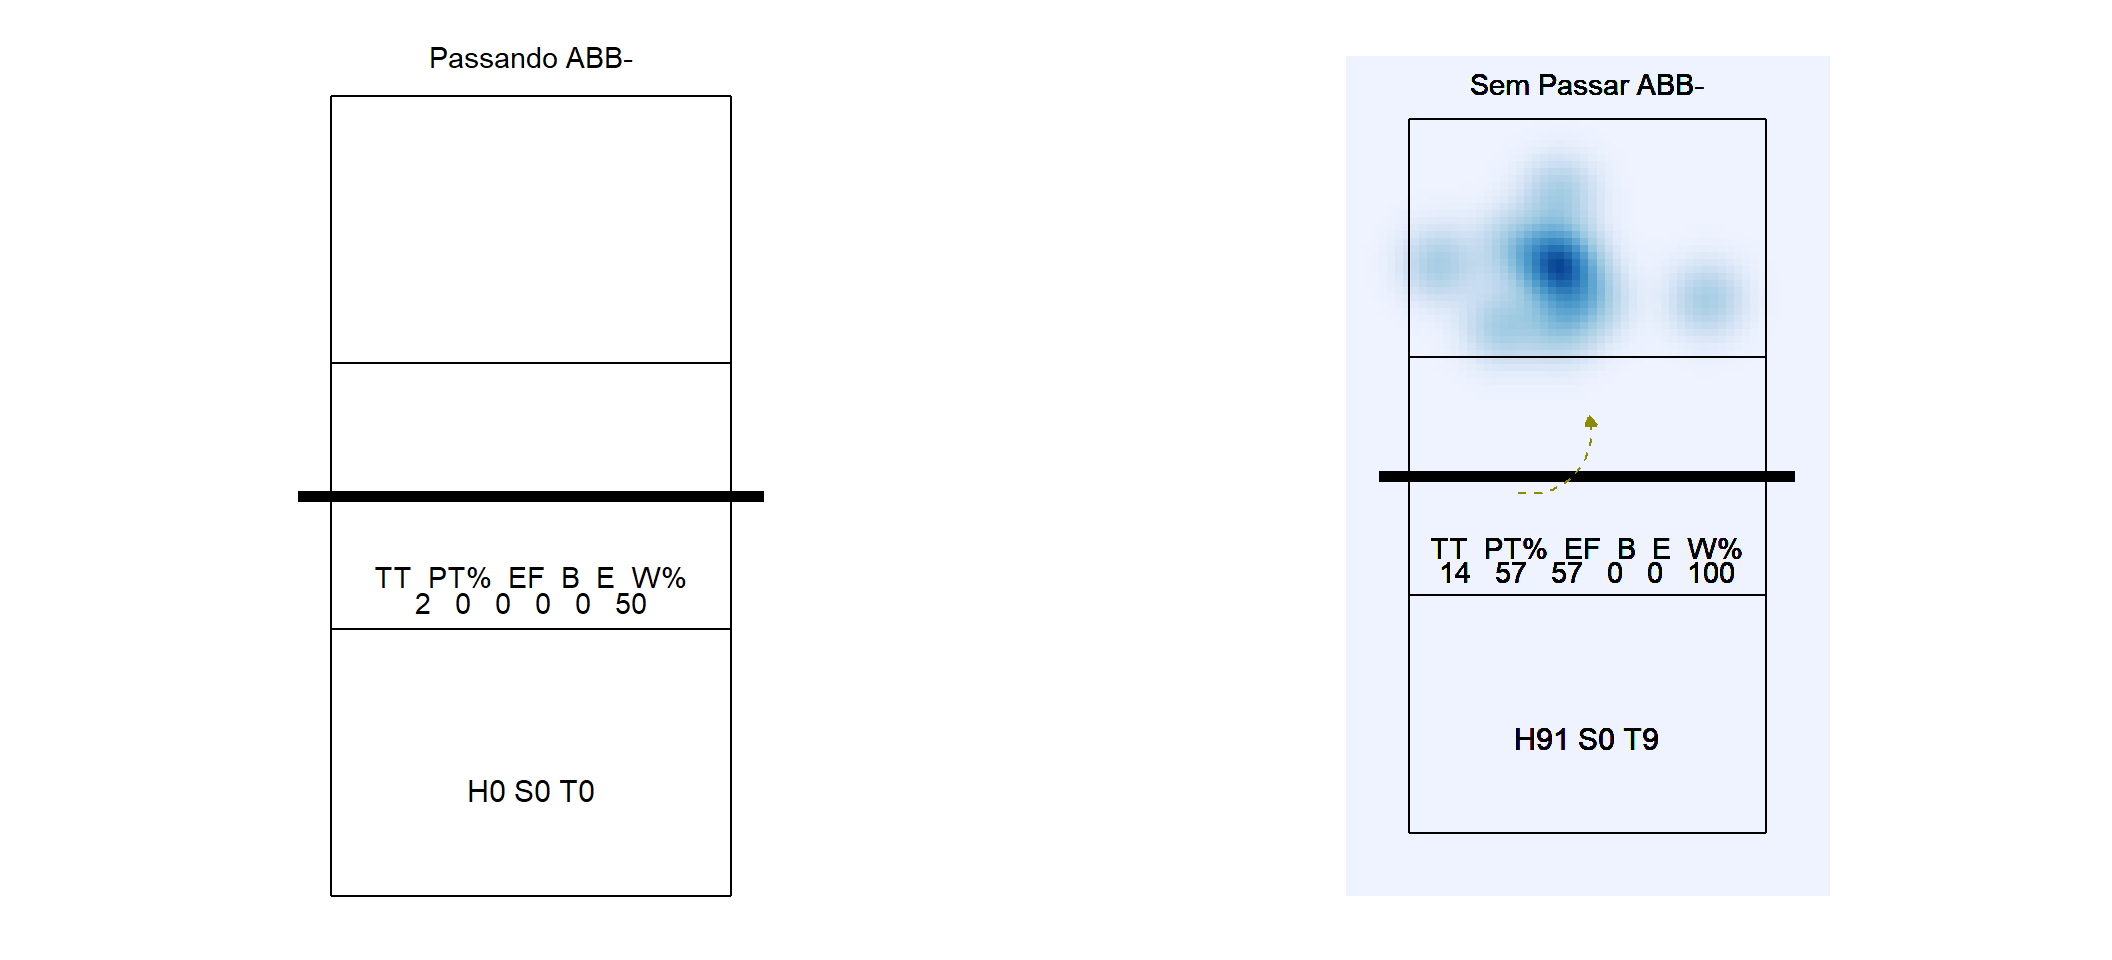 Passando ABB-
TT PT% EF B E W%
2 0 0 0 0 50
H0 S0 T0
Sem Passar ABB-
TT PT% EF B E W%
14 57 57 0 0 100
H91 S0 T9